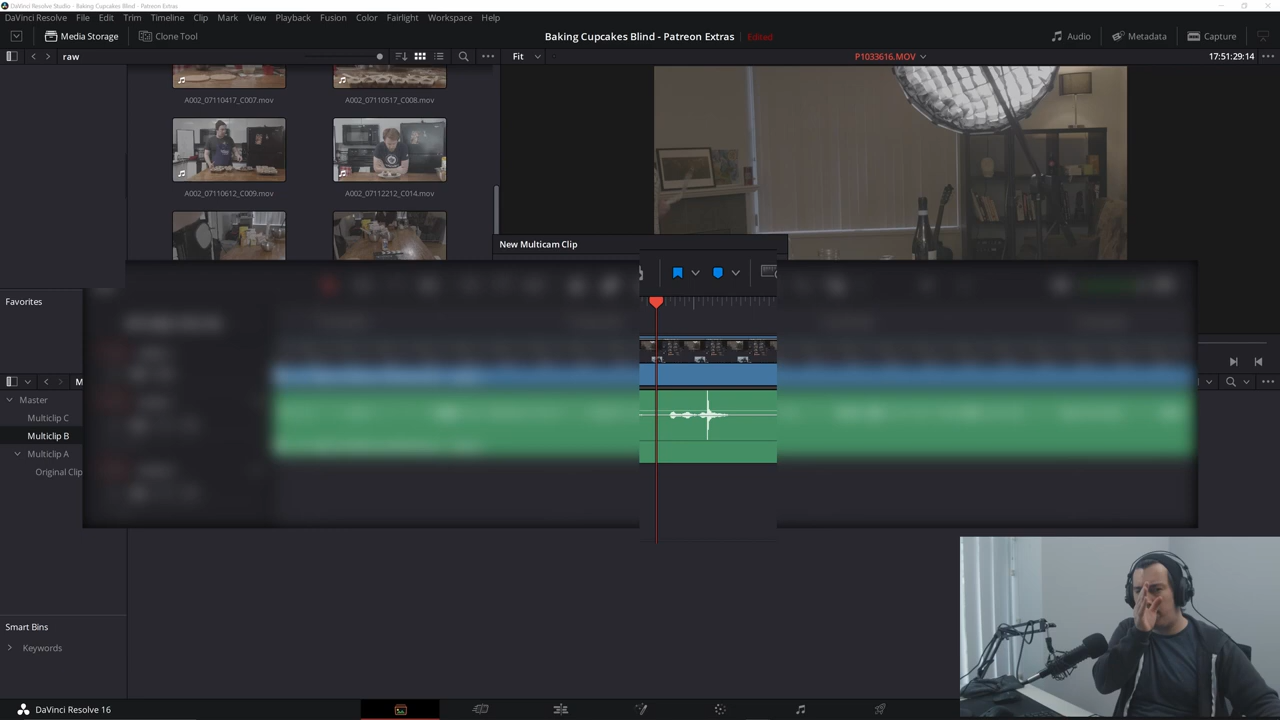 DaVinci Resolve Studio - Baking Cupcakes Blind - Patreon Extras
DaVinci Resolve File Edit Trim Timeline Clip Mark View Playback Fusion Color Fairlight Workspace Help
Media Storage Clone Tool Baking Cupcakes Blind - Patreon Extras Edited Audio Metadata Capture
raw Fit P1033616.MOV 17:51:29:14
A002_07110417_C007.mov A002_07110517_C008.mov
A002_07110612_C009.mov A002_07112212_C014.mov
New Multicam Clip
Favorites
M
Master
Multiclip C
Multiclip B
Multiclip A
Original Clip
Smart Bins
Keywords
DaVinci Resolve 16